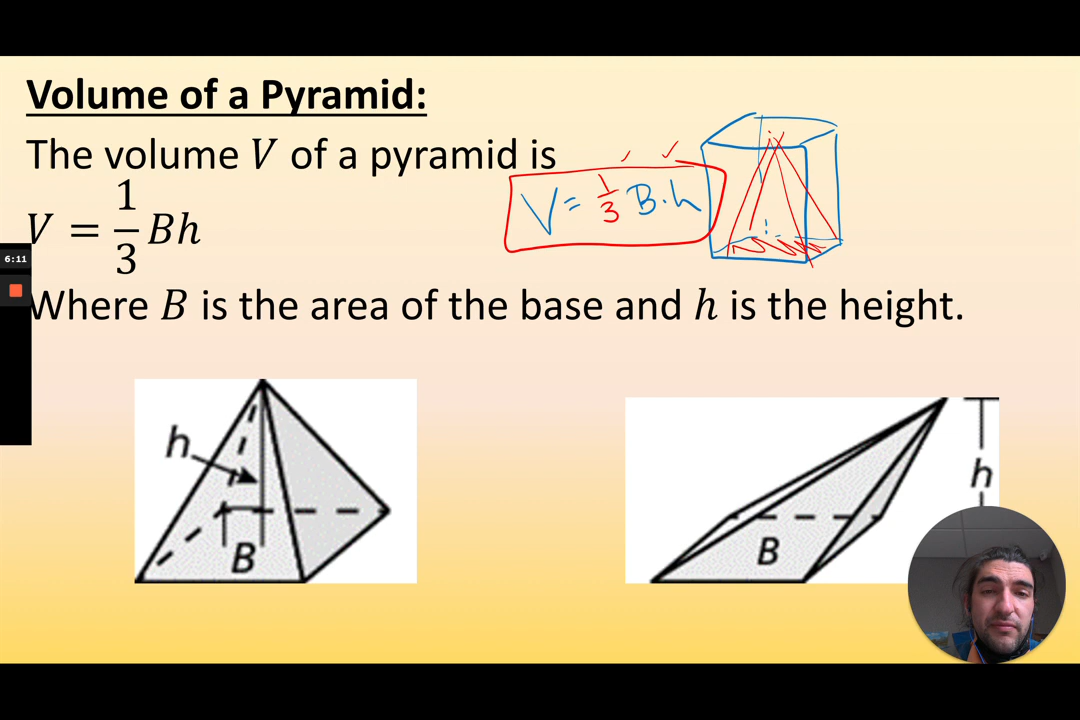 Volume of a Pyramid:
The volume V of a pyramid is
V = 1/3 Bh
V = 1/3 B·h
6:11
Where B is the area of the base and h is the height.
h
B
h
B